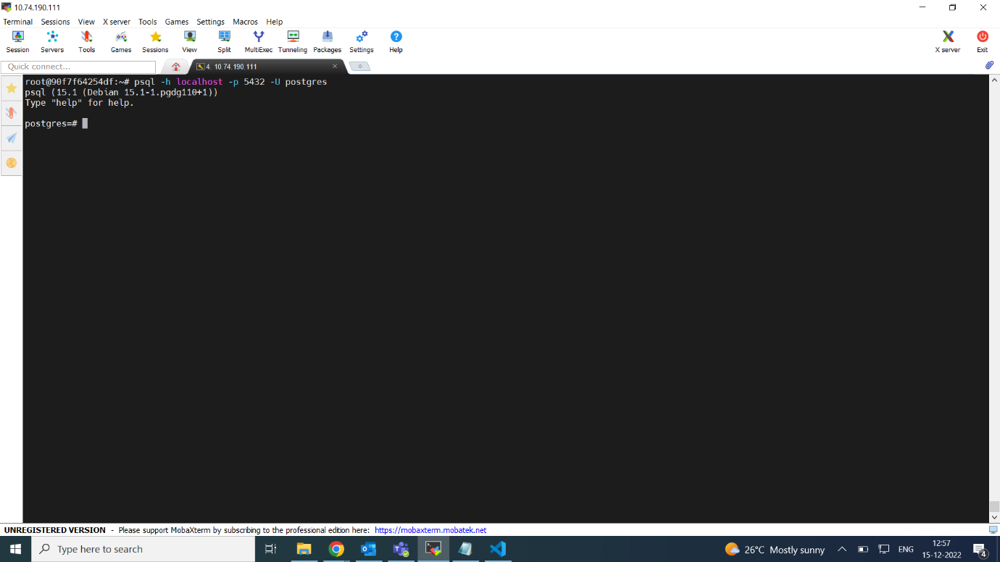 10.74.190.111
Terminal Sessions View X server Tools Games Settings Macros Help
Session Servers Tools Games Sessions View Split MultiExec Tunneling Packages Settings Help X server Exit
Quick connect... 4. 10.74.190.111
root@90f7f64254df:~# psql -h localhost -p 5432 -U postgres
psql (15.1 (Debian 15.1-1.pgdg110+1))
Type "help" for help.
postgres=#
UNREGISTERED VERSION - Please support MobaXterm by subscribing to the professional edition here: https://mobaxterm.mobatek.net
Type here to search 26°C Mostly sunny ENG 12:57
15-12-2022 4